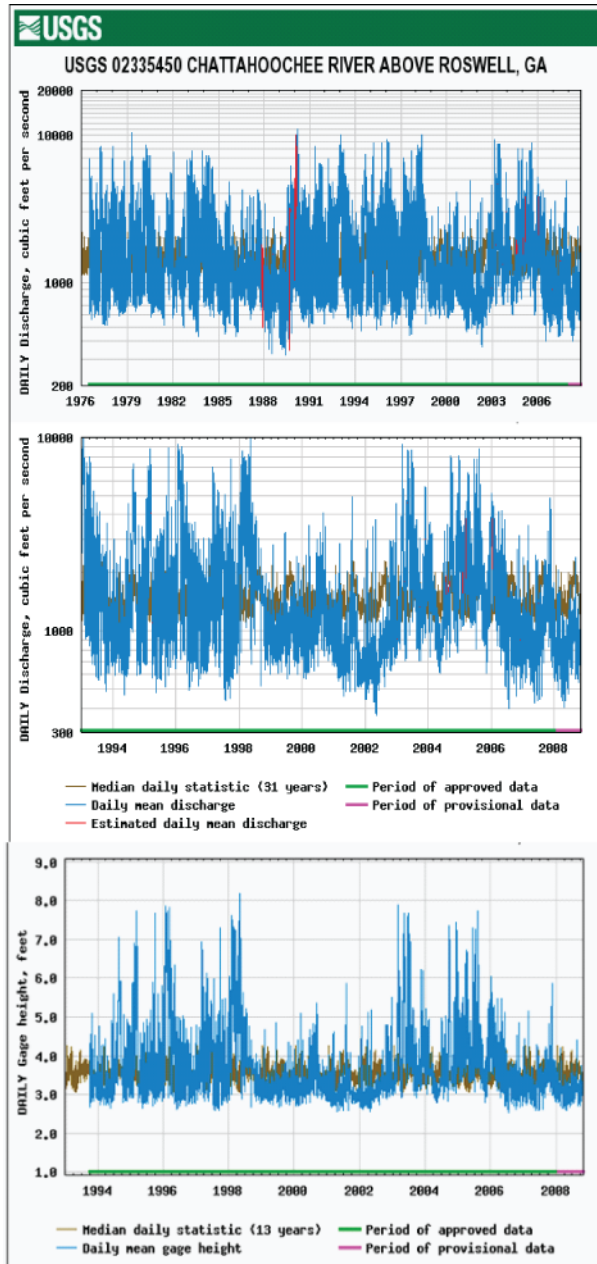 USGS
USGS 02335450 CHATTAHOOCHEE RIVER ABOVE ROSWELL, GA
DAILY Discharge, cubic feet per second
20000
10000
1000
200
1976 1979 1982 1985 1988 1991 1994 1997 2000 2003 2006
DAILY Discharge, cubic feet per second
10000
1000
300
1994 1996 1998 2000 2002 2004 2006 2008
Median daily statistic (31 years) Period of approved data
Daily mean discharge Period of provisional data
Estimated daily mean discharge
DAILY Gage height, feet
9.0
8.0
7.0
6.0
5.0
4.0
3.0
2.0
1.0
1994 1996 1998 2000 2002 2004 2006 2008
Median daily statistic (13 years) Period of approved data
Daily mean gage height Period of provisional data